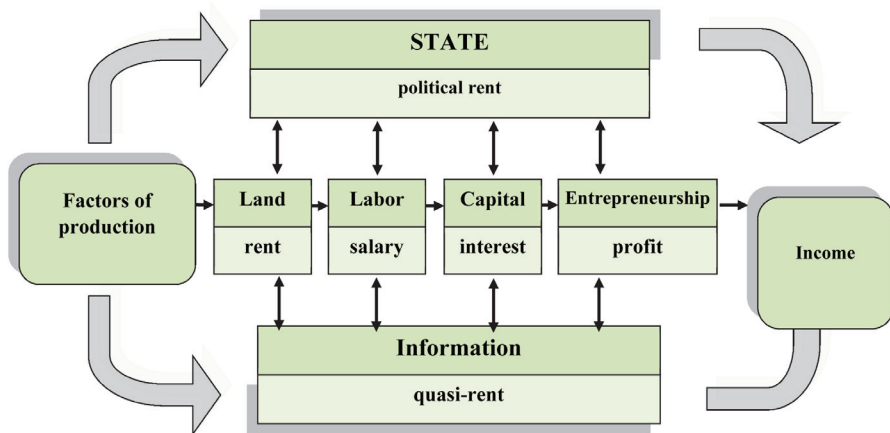 STATE
political rent
Factors of
production
Land
Labor
Capital
Entrepreneurship
rent
salary
interest
profit
Income
Information
quasi-rent